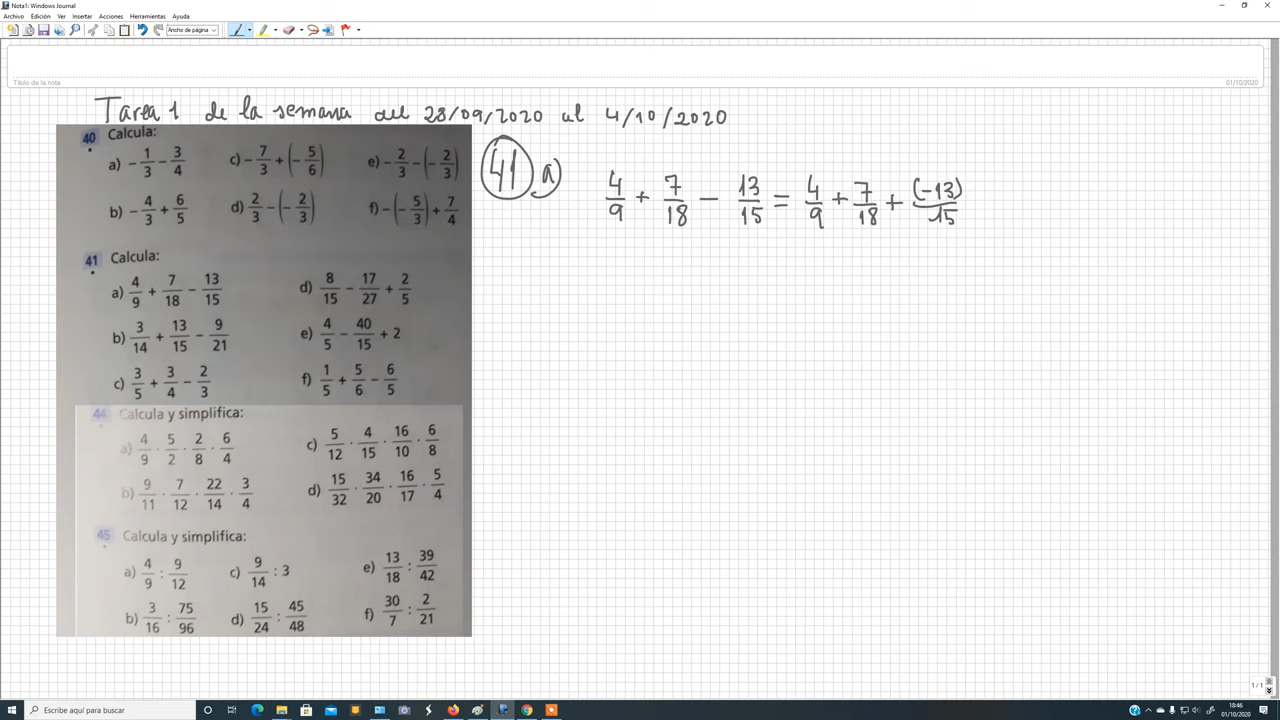 Nota1: Windows Journal
Archivo Edición Ver Insertar Acciones Herramientas Ayuda
Ancho de página
Título de la nota
01/10/2020
Tarea 1 de la semana del 28/09/2020 al 4/10/2020
40 Calcula:
a) -1/3 - 3/4 c) -7/3 + (-5/6) e) -2/3 - (-2/3)
b) -4/3 + 6/5 d) 2/3 - (-2/3) f) -(-5/3) + 7/4
41 a) 4/9 + 7/18 - 13/15 = 4/9 + 7/18 + (-13)/15
41 Calcula:
a) 4/9 + 7/18 - 13/15 d) 8/15 - 17/27 + 2/5
b) 3/14 + 13/15 - 9/21 e) 4/5 - 40/15 + 2
c) 3/5 + 3/4 - 2/3 f) 1/5 + 5/6 - 6/5
44 Calcula y simplifica:
a) 4/9 · 5/2 · 2/8 · 6/4 c) 5/12 · 4/15 · 16/10 · 6/8
b) 9/11 · 7/12 · 22/14 · 3/4 d) 15/32 · 34/20 · 16/17 · 5/4
45 Calcula y simplifica:
a) 4/9 : 9/12 c) 9/14 : 3 e) 13/18 : 39/42
b) 3/16 : 75/96 d) 15/24 : 45/48 f) 30/7 : 2/21
1/1
Escribe aquí para buscar
18:46
01/10/2020